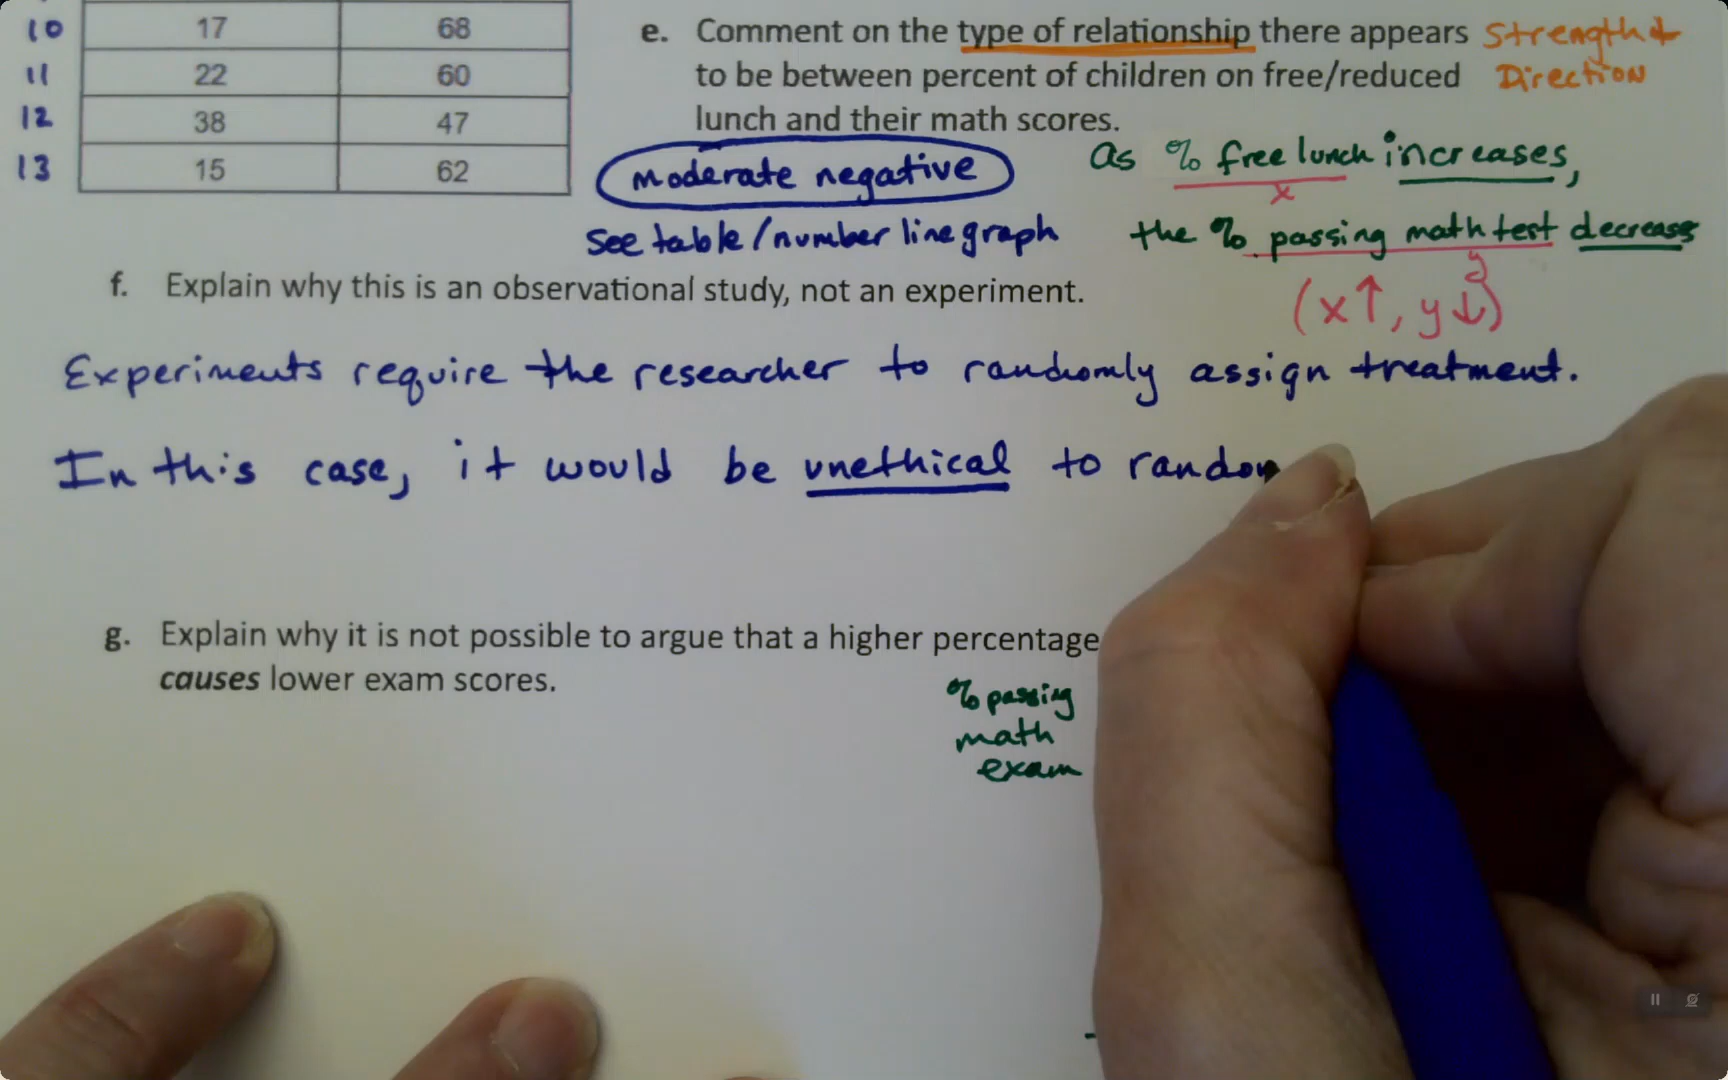 10 17 68
11 22 60
12 38 47
13 15 62
e. Comment on the type of relationship there appears
to be between percent of children on free/reduced
lunch and their math scores.
Strength +
Direction
moderate negative
see table/number line graph
As % free lunch increases,
x
the % passing math test decreases
y
(x↑, y↓)
f. Explain why this is an observational study, not an experiment.
Experiments require the researcher to randomly assign treatment.
In this case, it would be unethical to
g. Explain why it is not possible to argue that a higher percentage
causes lower exam scores.
% passing
math
exam